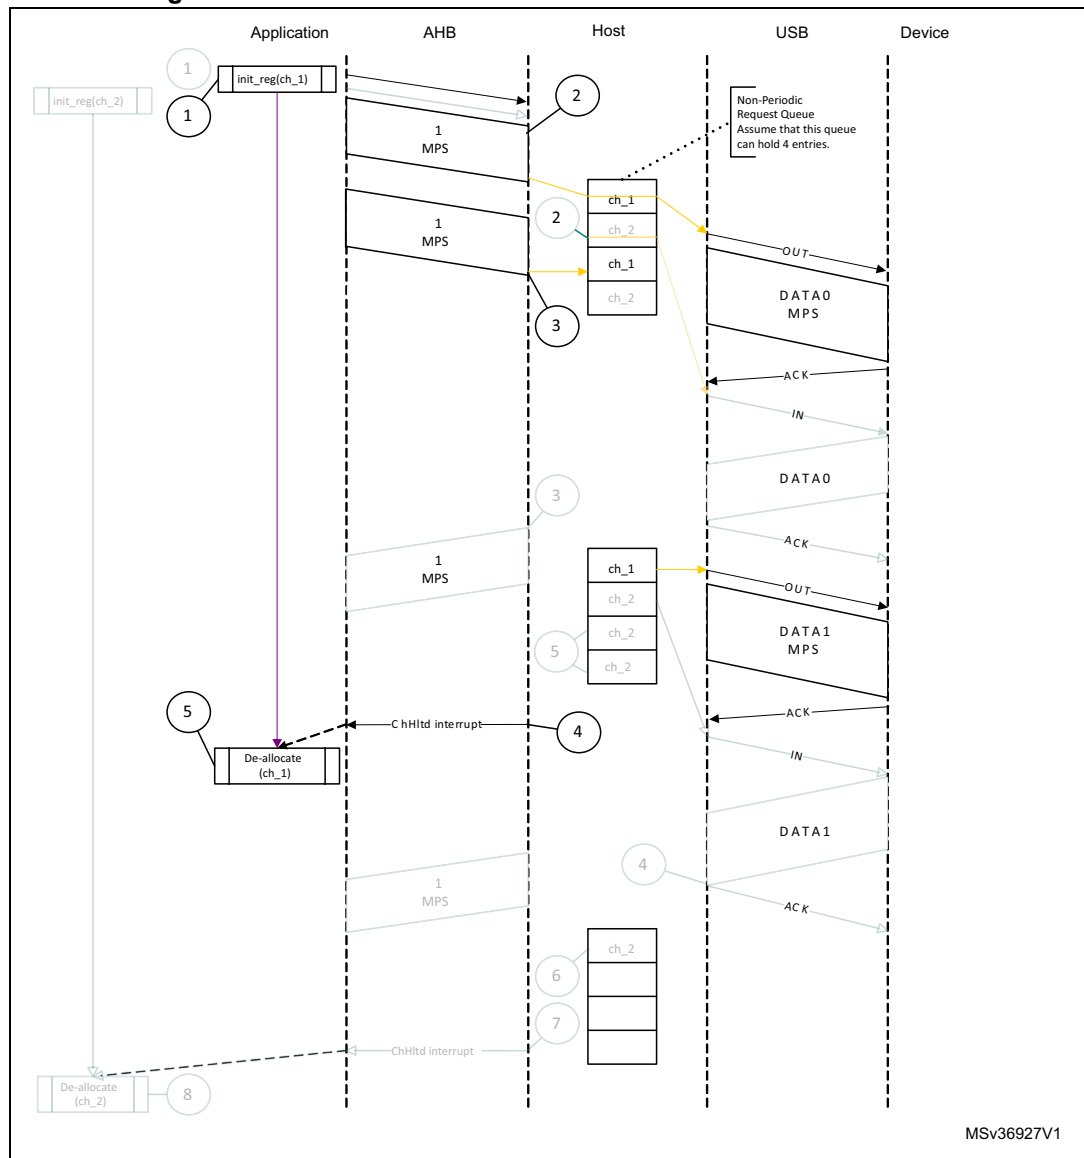 Application AHB Host USB Device
1
init_reg(ch_1)
init_reg(ch_2)
1
2
Non-Periodic
Request Queue
Assume that this queue
can hold 4 entries.
1
MPS
ch_1
2
ch_2
1
MPS
ch_1
ch_2
3
OUT
DATA0
MPS
ACK
IN
DATA0
3
ACK
1
MPS
ch_1
ch_2
ch_2
ch_2
5
OUT
DATA1
MPS
ACK
5
ChHltd interrupt
4
De-allocate
(ch_1)
IN
DATA1
4
1
MPS
ACK
ch_2
6
7
ChHltd interrupt
De-allocate
(ch_2)
8
MSv36927V1